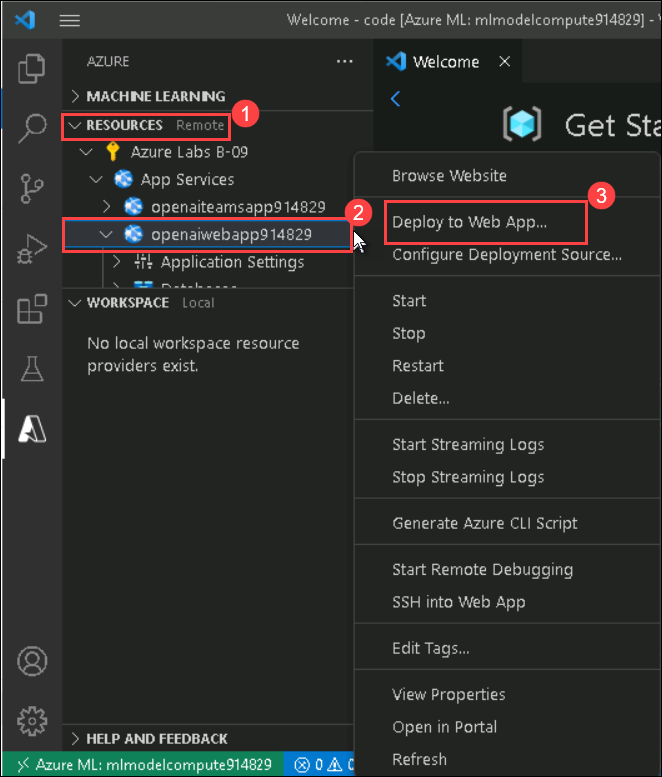 Welcome - code [Azure ML: mlmodelcompute914829] -
AZURE
Welcome
MACHINE LEARNING
1
RESOURCES Remote
Get Sta
Azure Labs B-09
App Services
Browse Website
openaiteamsapp914829
2
3
openaiwebapp914829
Deploy to Web App...
Application Settings
Configure Deployment Source...
Databases
WORKSPACE Local
Start
No local workspace resource
providers exist.
Stop
Restart
Delete...
Start Streaming Logs
Stop Streaming Logs
Generate Azure CLI Script
Start Remote Debugging
SSH into Web App
Edit Tags...
View Properties
Open in Portal
HELP AND FEEDBACK
Refresh
Azure ML: mlmodelcompute914829 0 0